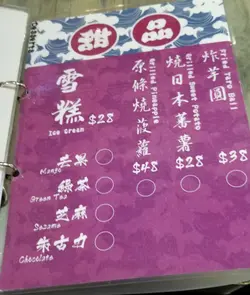 甜品
雪糕
Ice cream
$28
芒果
Mango
綠茶
Green Tea
芝麻
Sesame
朱古力
Chocolate
原條燒菠蘿
Grilled Pineapple
$48
燒日本蕃薯
Grilled Sweet Potato
$28
炸芋圓
Fried Taro Ball
$38